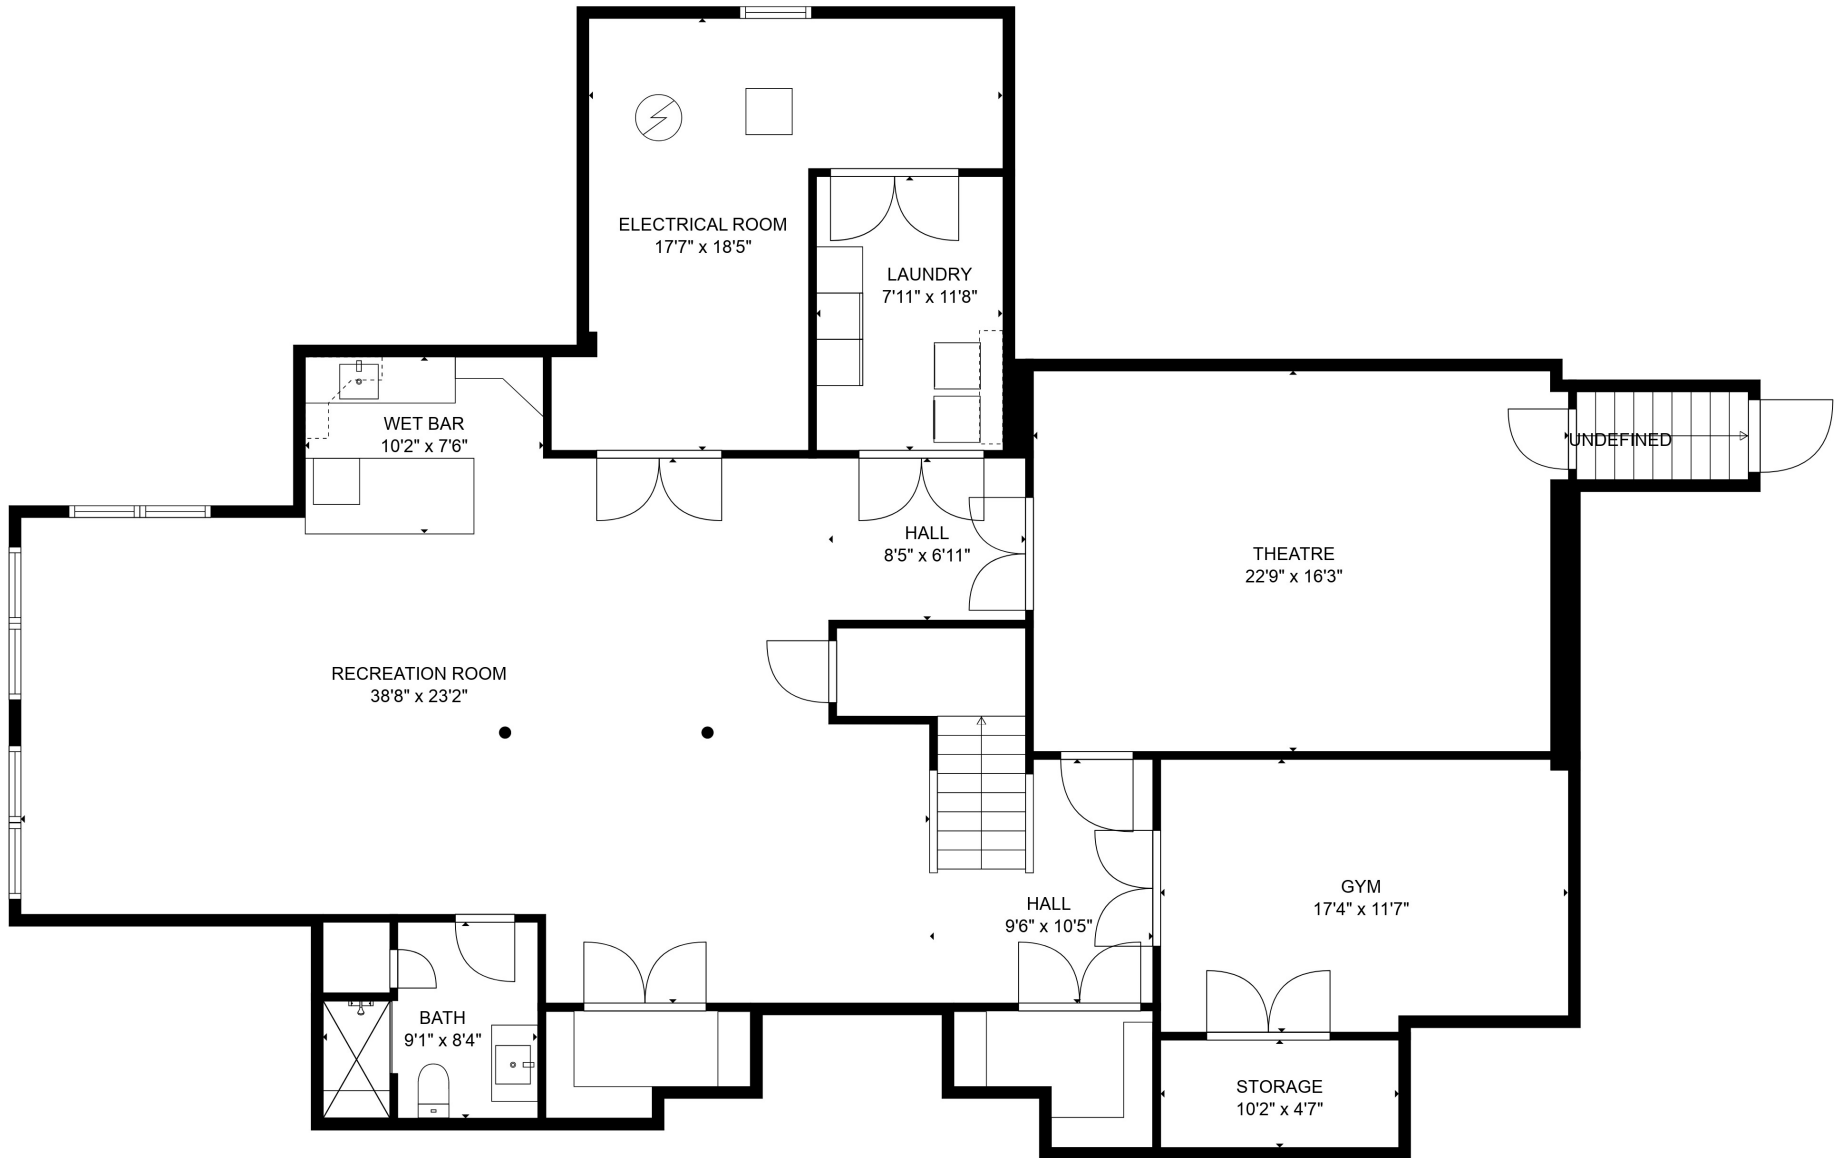 ELECTRICAL ROOM
17'7" x 18'5"
LAUNDRY
7'11" x 11'8"
WET BAR
10'2" x 7'6"
UNDEFINED
HALL
8'5" x 6'11"
THEATRE
22'9" x 16'3"
RECREATION ROOM
38'8" x 23'2"
GYM
17'4" x 11'7"
HALL
9'6" x 10'5"
BATH
9'1" x 8'4"
STORAGE
10'2" x 4'7"